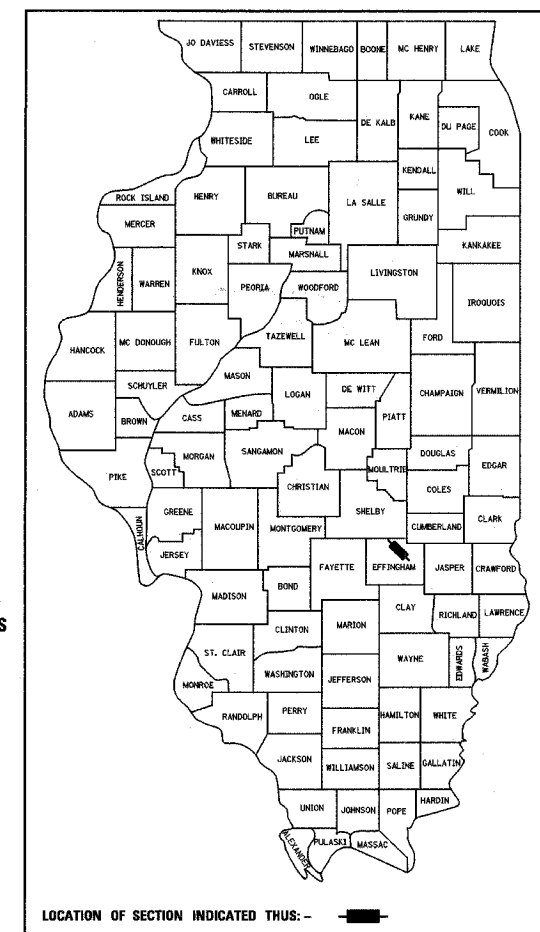 JO DAVIESS STEVENSON WINNEBAGO BOONE MC HENRY LAKE
CARROLL OGLE DE KALB KANE DU PAGE COOK
WHITESIDE LEE
KENDALL WILL
ROCK ISLAND HENRY BUREAU LA SALLE GRUNDY
MERCER PUTNAM
STARK MARSHALL KANKAKEE
HENDERSON WARREN KNOX PEORIA WOODFORD LIVINGSTON IROQUOIS
HANCOCK MC DONOUGH FULTON TAZEWELL MC LEAN FORD
MASON
SCHUYLER LOGAN DE WITT CHAMPAIGN VERMILION
ADAMS BROWN CASS MENARD MACON PIATT
MORGAN SANGAMON DOUGLAS
PIKE SCOTT CHRISTIAN MOULTRIE EDGAR
COLES
GREENE MACOUPIN MONTGOMERY SHELBY CUMBERLAND CLARK
CALHOUN JERSEY
FAYETTE EFFINGHAM JASPER CRAWFORD
MADISON BOND
CLAY RICHLAND LAWRENCE
S
CLINTON MARION
ST. CLAIR WAYNE EDWARDS WABASH
WASHINGTON JEFFERSON
MONROE
RANDOLPH PERRY HAMILTON WHITE
FRANKLIN
JACKSON WILLIAMSON SALINE GALLATIN
UNION JOHNSON POPE HARDIN
ALEXANDER PULASKI MASSAC
LOCATION OF SECTION INDICATED THUS: -